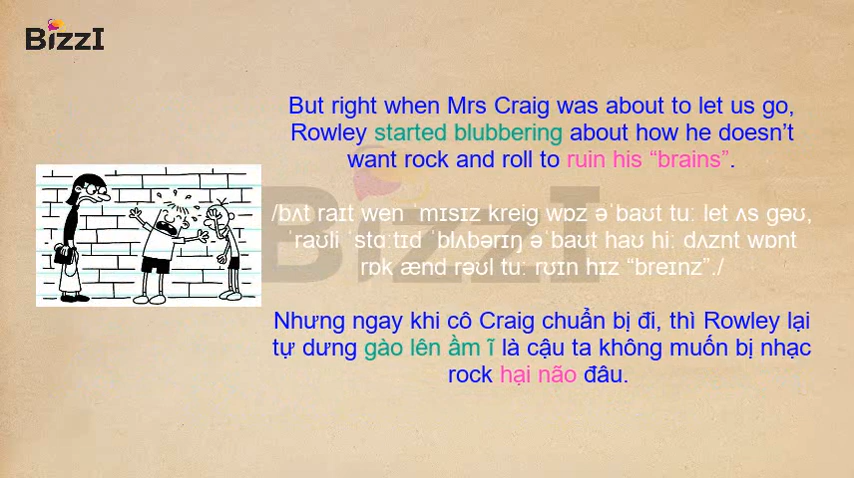 BIzzI
But right when Mrs Craig was about to let us go,
Rowley started blubbering about how he doesn't
want rock and roll to ruin his “brains”.
BIzzI
/bʌt raɪt wen ˈmɪsɪz kreig wɒz əˈbaʊt tuː let ʌs gəʊ,
ˈraʊli ˈstɑːtɪd ˈblʌbərɪŋ əˈbaʊt haʊ hiː dʌznt wɒnt
rɒk ænd rəʊl tuː rʊɪn hɪz “breɪnz”./
Nhưng ngay khi cô Craig chuẩn bị đi, thì Rowley lại
tự dưng gào lên ầm ĩ là cậu ta không muốn bị nhạc
rock hại não đâu.